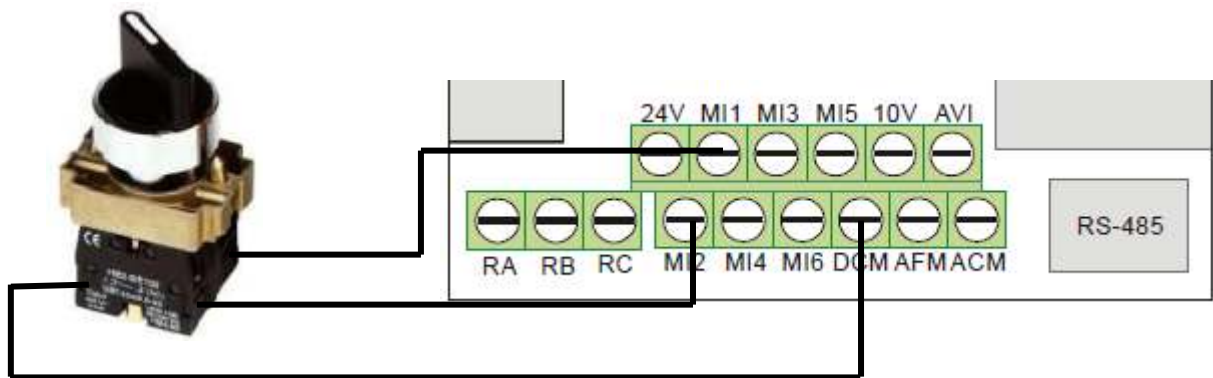 24V MI1 MI3 MI5 10V AVI
RA RB RC MI2 MI4 MI6 DCM AFM ACM
RS-485
CE